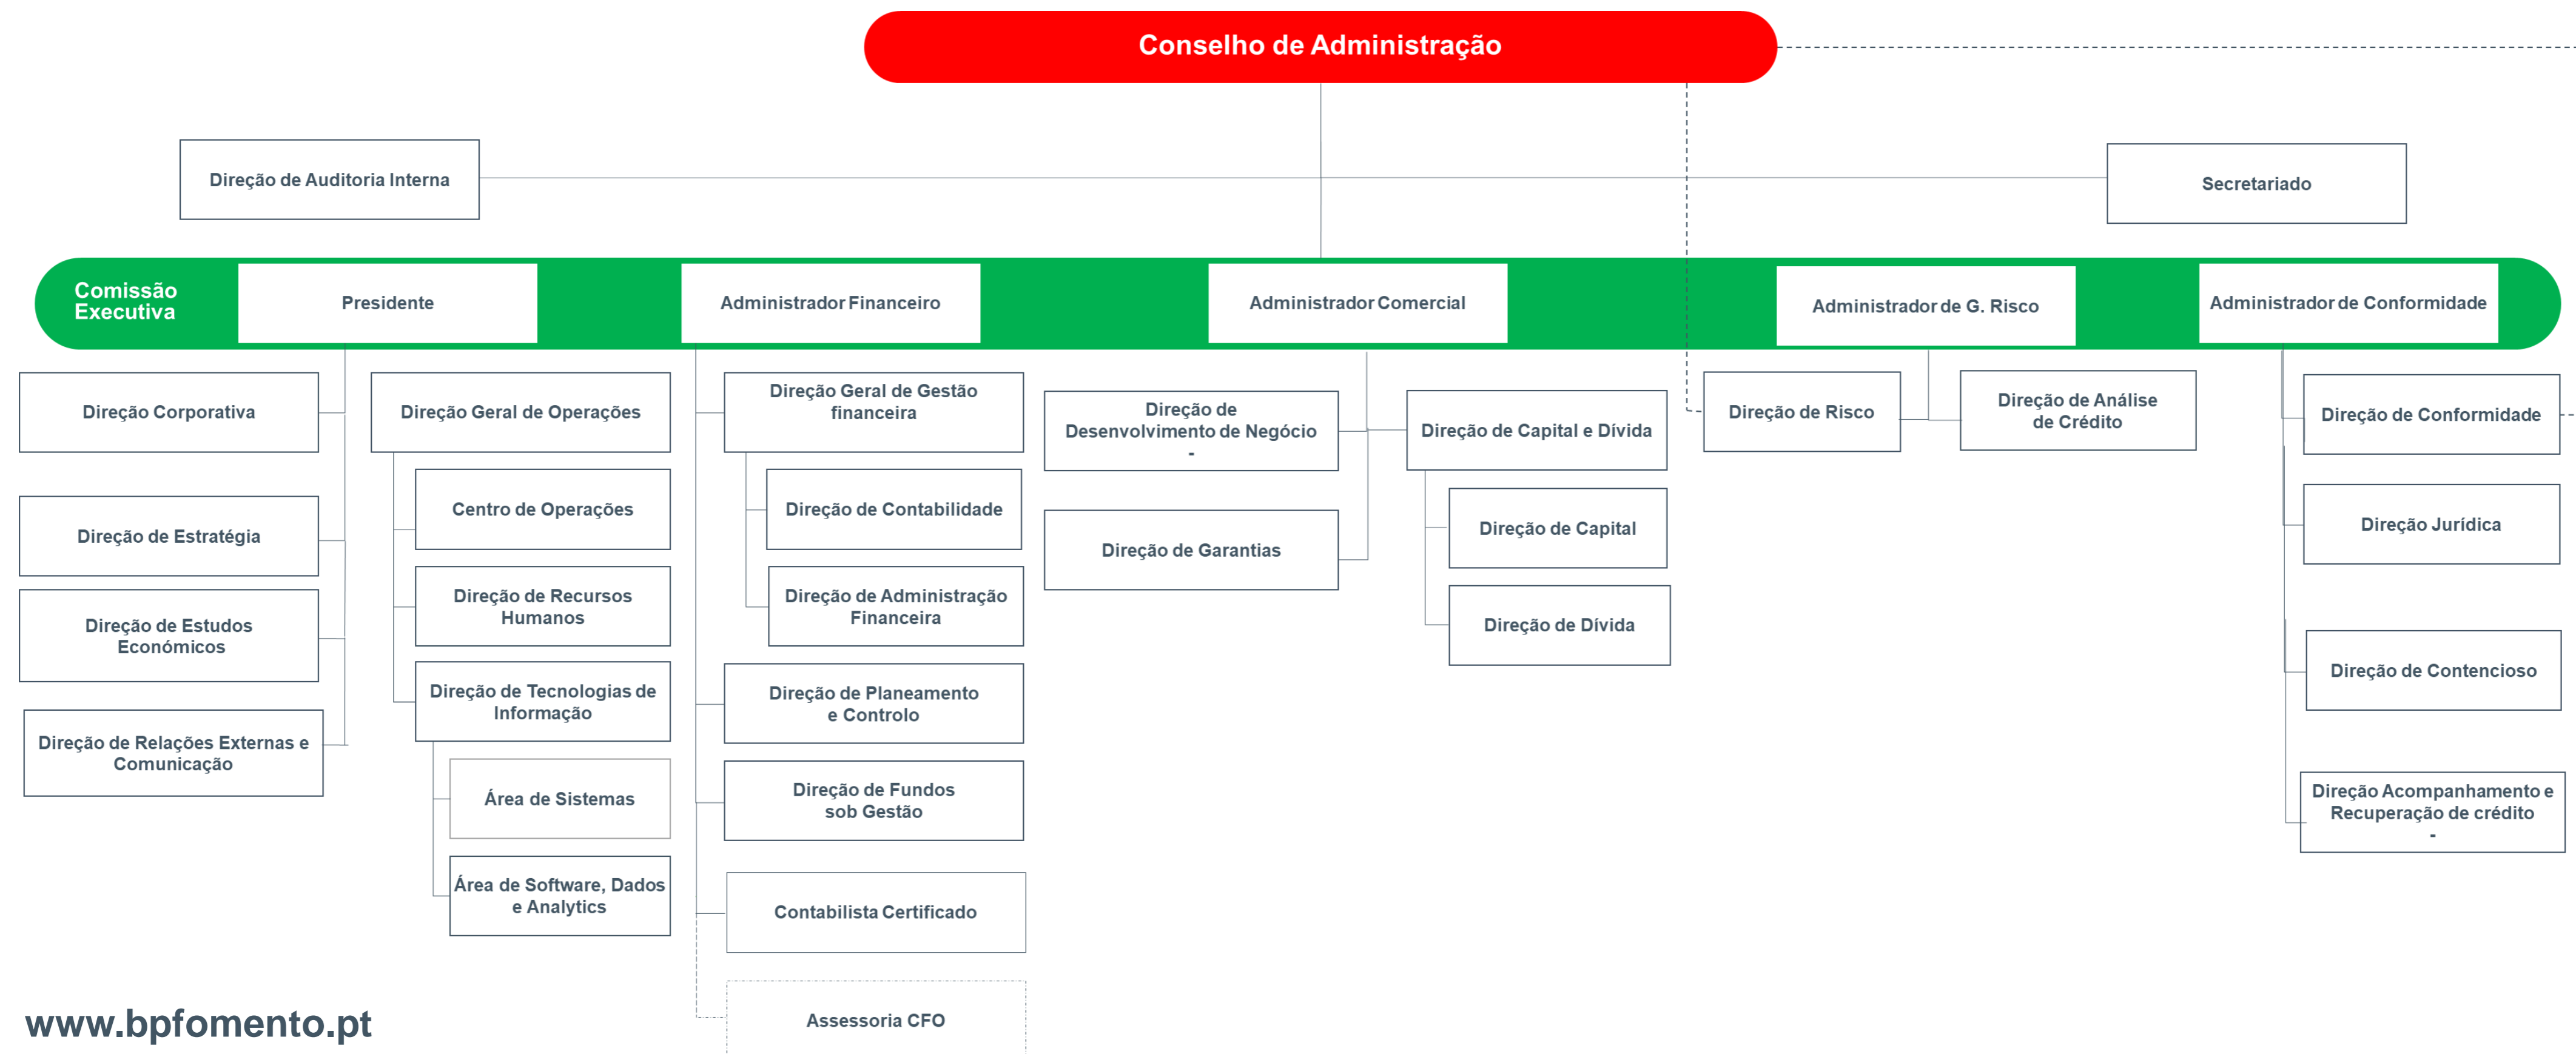 Conselho de Administração
Direção de Auditoria Interna
Secretariado
Comissão
Executiva
Presidente
Administrador Financeiro
Administrador Comercial
Administrador de G. Risco
Administrador de Conformidade
Direção Corporativa
Direção de Estratégia
Direção de Estudos
Económicos
Direção de Relações Externas e
Comunicação
Direção Geral de Operações
Centro de Operações
Direção de Recursos
Humanos
Direção de Tecnologias de
Informação
Área de Sistemas
Área de Software, Dados
e Analytics
Direção Geral de Gestão
financeira
Direção de Contabilidade
Direção de Administração
Financeira
Direção de Planeamento
e Controlo
Direção de Fundos
sob Gestão
Contabilista Certificado
Assessoria CFO
Direção de
Desenvolvimento de Negócio
-
Direção de Garantias
Direção de Capital e Dívida
Direção de Capital
Direção de Dívida
Direção de Risco
Direção de Análise
de Crédito
Direção de Conformidade
Direção Jurídica
Direção de Contencioso
Direção Acompanhamento e
Recuperação de crédito
-
www.bpfomento.pt